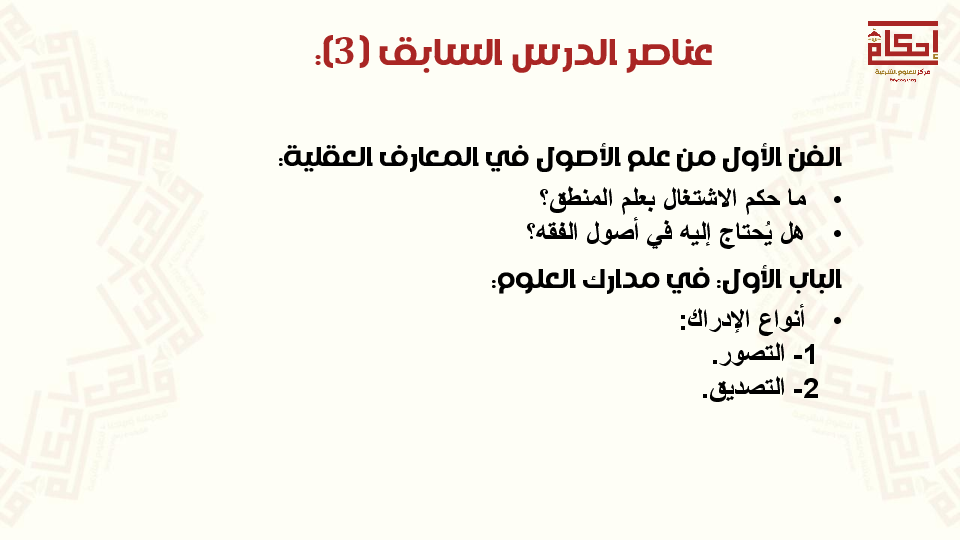 عناصر الدرس السابق (3):
إحكام
مركز للعلوم الشرعية
الفن الأول من علم الأصول في المعارف العقلية:
• ما حكم الاشتغال بعلم المنطق؟
• هل يُحتاج إليه في أصول الفقه؟
الباب الأول: في مدارك العلوم:
• أنواع الإدراك:
1- التصور.
2- التصديق.